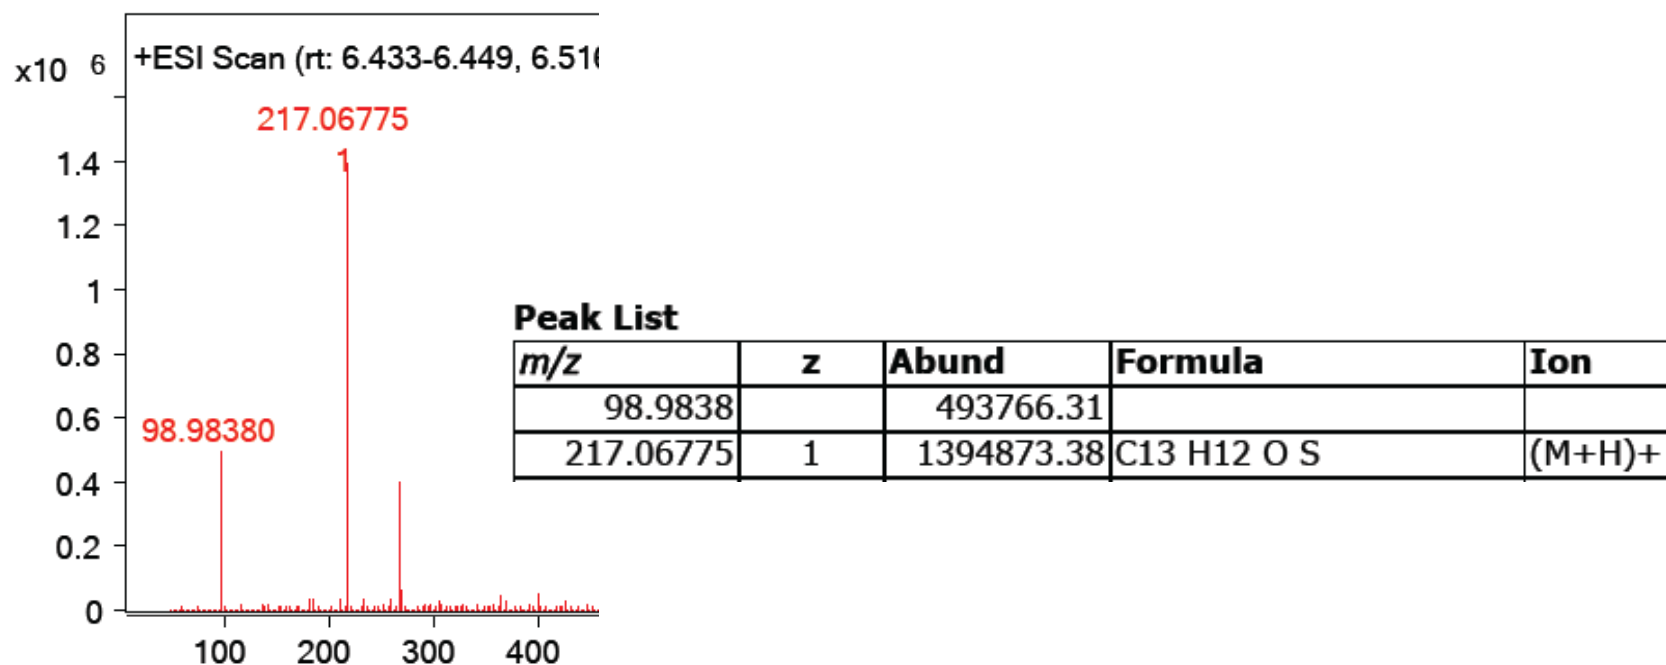 +ESI Scan (rt: 6.433-6.449, 6.516
x10 6
217.06775
1
1.4
1.2
1
0.8
0.6
98.98380
0.4
0.2
0
100 200 300 400
Peak List
m/z z Abund Formula Ion
98.9838 493766.31
217.06775 1 1394873.38 C13 H12 O S (M+H)+